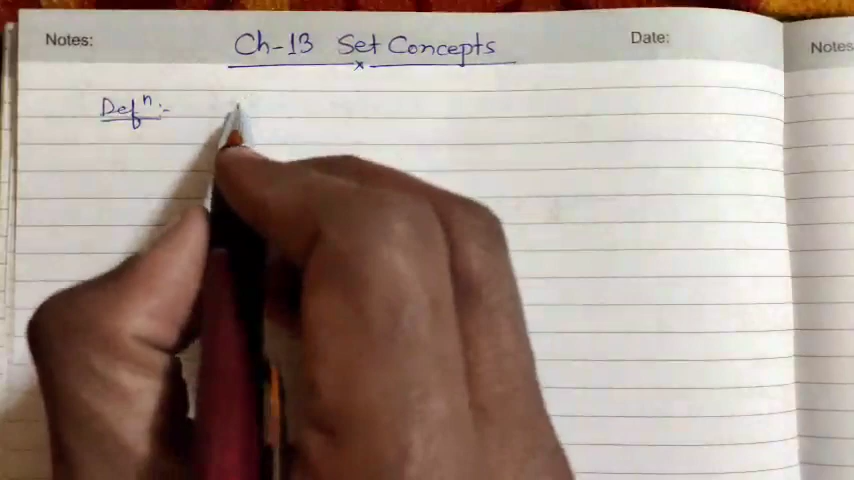 Notes:
Ch-13 Set Concepts
Date:
Notes:
Defⁿ:-